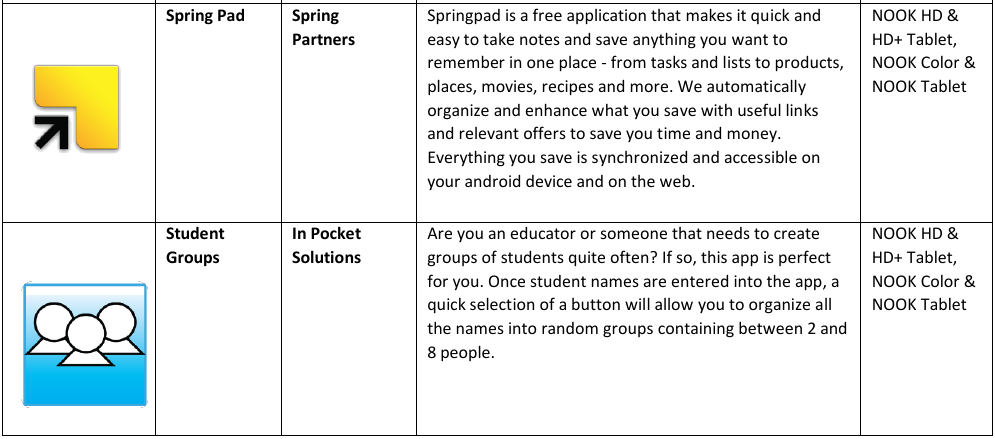 Spring Pad
Spring
Partners
Springpad is a free application that makes it quick and
easy to take notes and save anything you want to
remember in one place - from tasks and lists to products,
places, movies, recipes and more. We automatically
organize and enhance what you save with useful links
and relevant offers to save you time and money.
Everything you save is synchronized and accessible on
your android device and on the web.
NOOK HD &
HD+ Tablet,
NOOK Color &
NOOK Tablet
Student
Groups
In Pocket
Solutions
Are you an educator or someone that needs to create
groups of students quite often? If so, this app is perfect
for you. Once student names are entered into the app, a
quick selection of a button will allow you to organize all
the names into random groups containing between 2 and
8 people.
NOOK HD &
HD+ Tablet,
NOOK Color &
NOOK Tablet